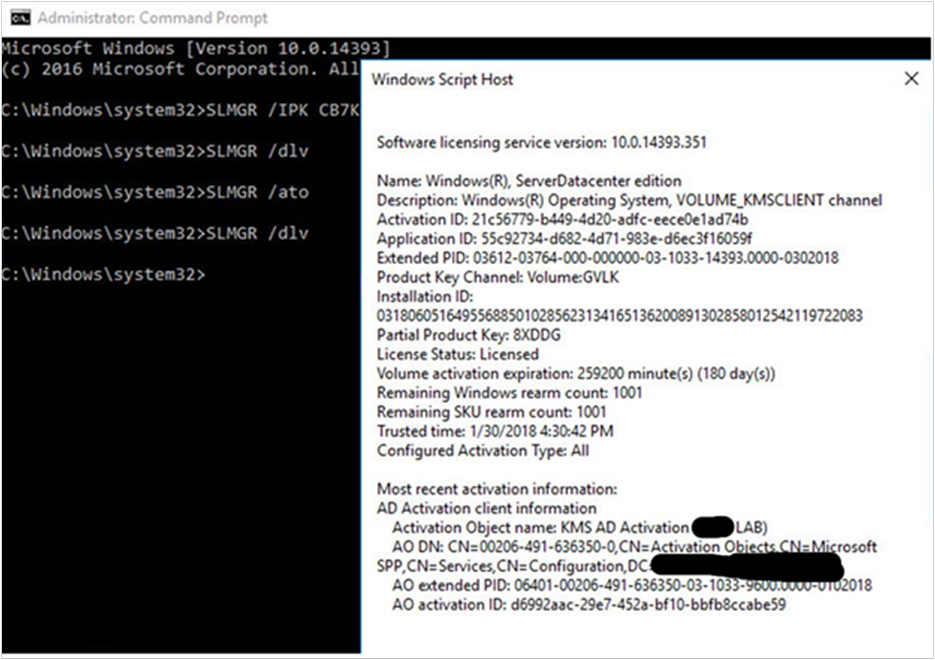 Administrator: Command Prompt
Microsoft Windows [Version 10.0.14393]
(c) 2016 Microsoft Corporation. All
C:\Windows\system32>SLMGR /IPK CB7K
C:\Windows\system32>SLMGR /dlv
C:\Windows\system32>SLMGR /ato
C:\Windows\system32>SLMGR /dlv
C:\Windows\system32>
Windows Script Host
Software licensing service version: 10.0.14393.351
Name: Windows(R), ServerDatacenter edition
Description: Windows(R) Operating System, VOLUME_KMSCLIENT channel
Activation ID: 21c56779-b449-4d20-adfc-eece0e1ad74b
Application ID: 55c92734-d682-4d71-983e-d6ec3f16059f
Extended PID: 03612-03764-000-000000-03-1033-14393.0000-0302018
Product Key Channel: Volume:GVLK
Installation ID:
031806051649556885010285623134165136200891302858012542119722083
Partial Product Key: 8XDDG
License Status: Licensed
Volume activation expiration: 259200 minute(s) (180 day(s))
Remaining Windows rearm count: 1001
Remaining SKU rearm count: 1001
Trusted time: 1/30/2018 4:30:42 PM
Configured Activation Type: All
Most recent activation information:
AD Activation client information
Activation Object name: KMS AD Activation LAB)
AO DN: CN=00206-491-636350-0,CN=Activation Objects,CN=Microsoft
SPP,CN=Services,CN=Configuration,DC=
AO extended PID: 06401-00206-491-636350-03-1033-9600.0000-0102018
AO activation ID: d6992aac-29e7-452a-bf10-bbfb8ccabe59